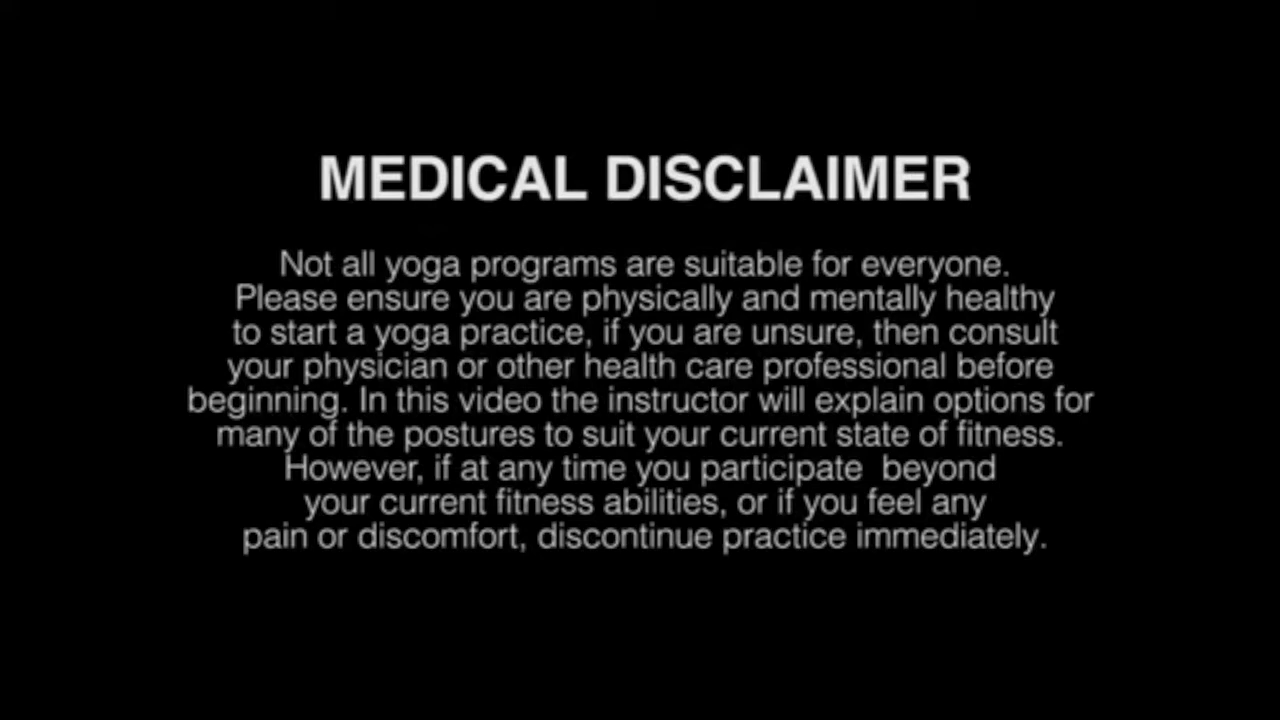 MEDICAL DISCLAIMER
Not all yoga programs are suitable for everyone.
Please ensure you are physically and mentally healthy
to start a yoga practice, if you are unsure, then consult
your physician or other health care professional before
beginning. In this video the instructor will explain options for
many of the postures to suit your current state of fitness.
However, if at any time you participate  beyond
your current fitness abilities, or if you feel any
pain or discomfort, discontinue practice immediately.